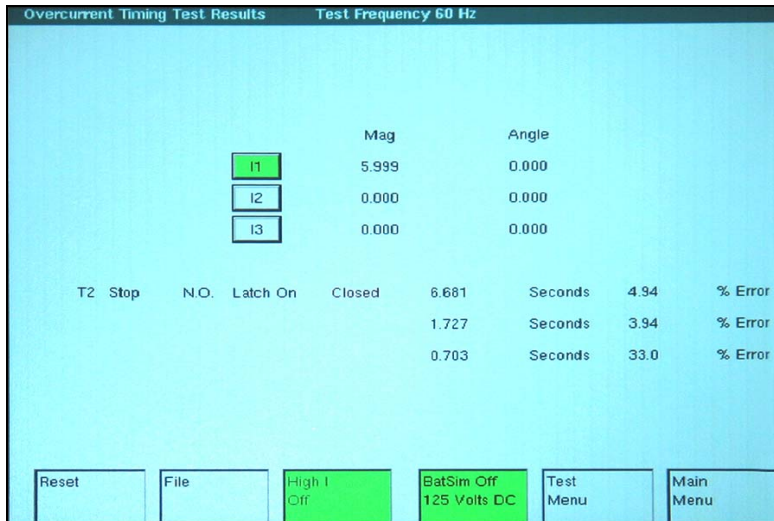 Overcurrent Timing Test Results Test Frequency 60 Hz
Mag Angle
I1 5.999 0.000
I2 0.000 0.000
I3 0.000 0.000
T2 Stop N.O. Latch On Closed 6.681 Seconds 4.94 % Error
1.727 Seconds 3.94 % Error
0.703 Seconds 33.0 % Error
Reset File High I BatSim Off Test Main
Off 125 Volts DC Menu Menu